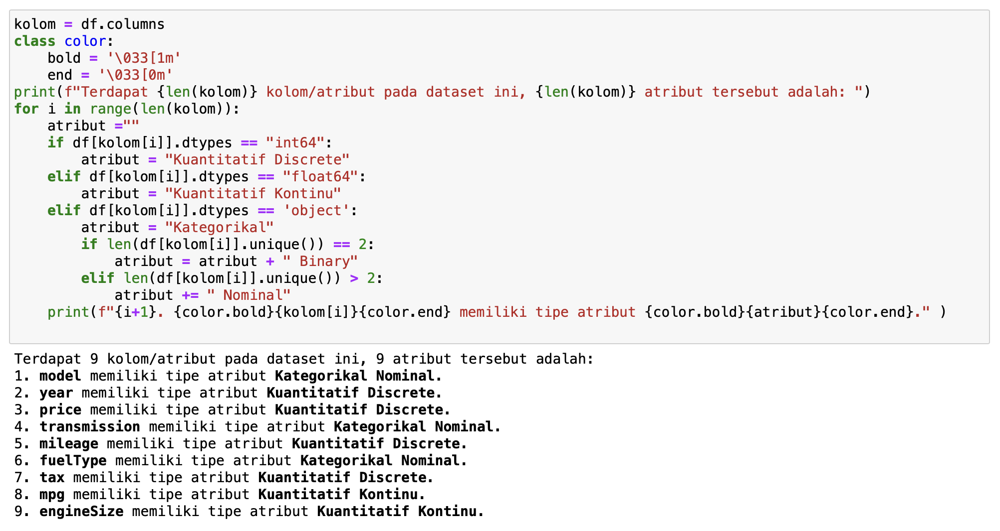 kolom = df.columns
class color:
    bold = '\033[1m'
    end = '\033[0m'
print(f"Terdapat {len(kolom)} kolom/atribut pada dataset ini, {len(kolom)} atribut tersebut adalah: ")
for i in range(len(kolom)):
    atribut =""
    if df[kolom[i]].dtypes == "int64":
        atribut = "Kuantitatif Discrete"
    elif df[kolom[i]].dtypes == "float64":
        atribut = "Kuantitatif Kontinu"
    elif df[kolom[i]].dtypes == 'object':
        atribut = "Kategorikal"
        if len(df[kolom[i]].unique()) == 2:
            atribut = atribut + " Binary"
        elif len(df[kolom[i]].unique()) > 2:
            atribut += " Nominal"
    print(f"{i+1}. {color.bold}{kolom[i]}{color.end} memiliki tipe atribut {color.bold}{atribut}{color.end}." )
Terdapat 9 kolom/atribut pada dataset ini, 9 atribut tersebut adalah:
1. model memiliki tipe atribut Kategorikal Nominal.
2. year memiliki tipe atribut Kuantitatif Discrete.
3. price memiliki tipe atribut Kuantitatif Discrete.
4. transmission memiliki tipe atribut Kategorikal Nominal.
5. mileage memiliki tipe atribut Kuantitatif Discrete.
6. fuelType memiliki tipe atribut Kategorikal Nominal.
7. tax memiliki tipe atribut Kuantitatif Discrete.
8. mpg memiliki tipe atribut Kuantitatif Kontinu.
9. engineSize memiliki tipe atribut Kuantitatif Kontinu.